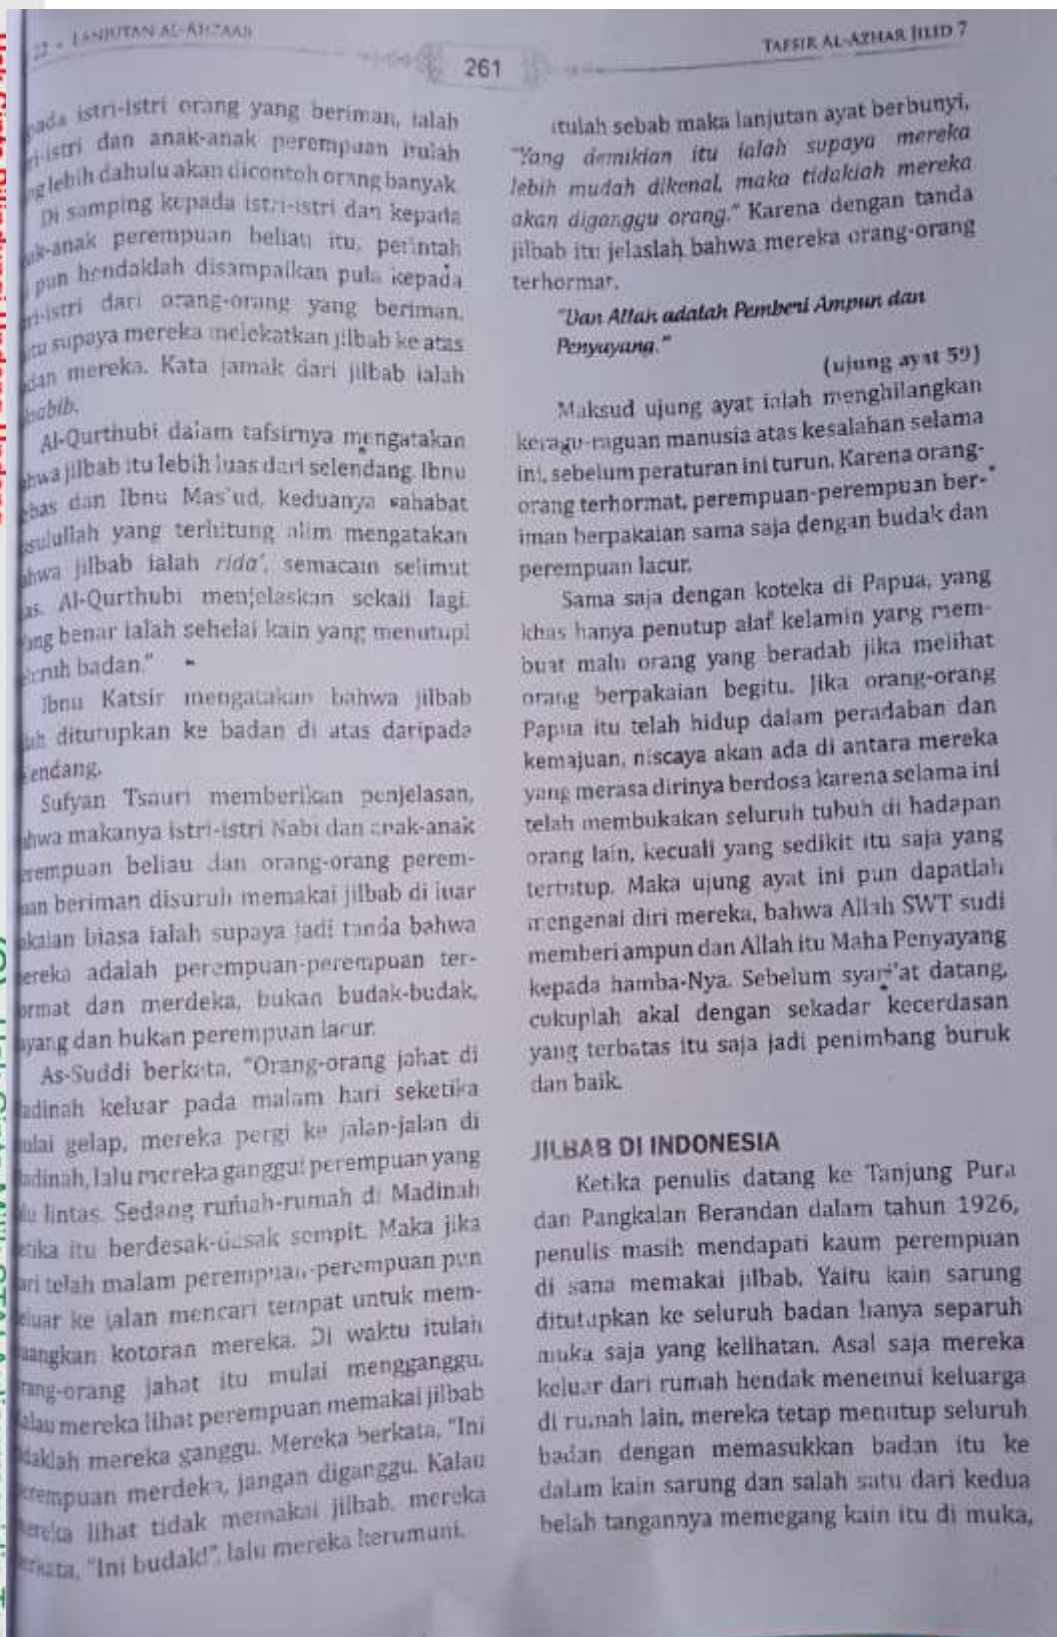 LANJUTAN AL-AHZAAB
261
TAFSIR AL-AZHAR JILID 7
istri-istri orang yang beriman, ialah
dan anak-anak perempuan itulah
lebih dahulu akan dicontoh orang banyak.
Di samping kepada istri-istri dan kepada
perempuan beliau itu, perintah
pun hendaklah disampaikan pula kepada
dari orang-orang yang beriman,
supaya mereka melekatkan jilbab ke atas
mereka. Kata jamak dari jilbab ialah
Al-Qurthubi dalam tafsirnya mengatakan
jilbab itu lebih luas dari selendang. Ibnu
dan Ibnu Mas'ud, keduanya sahabat
yang terhitung alim mengatakan
jilbab ialah rida', semacam selimut
Al-Qurthubi menjelaskan sekali lagi,
benar ialah sehelai kain yang menutupi
badan."
Ibnu Katsir mengatakan bahwa jilbab
ditutupkan ke badan di atas daripada
Sufyan Tsauri memberikan penjelasan,
makanya istri-istri Nabi dan anak-anak
beliau dan orang-orang perem-
beriman disuruh memakai jilbab di luar
biasa ialah supaya jadi tanda bahwa
adalah perempuan-perempuan ter-
dan merdeka, bukan budak-budak,
dan bukan perempuan lacur.
As-Suddi berkata, "Orang-orang jahat di
keluar pada malam hari seketika
gelap, mereka pergi ke jalan-jalan di
lalu mereka ganggui perempuan yang
lintas. Sedang rumah-rumah di Madinah
itu berdesak-desak sempit. Maka jika
telah malam perempuan-perempuan pun
ke jalan mencari tempat untuk mem-
kotoran mereka. Di waktu itulah
jahat itu mulai mengganggu.
mereka lihat perempuan memakai jilbab
mereka ganggu. Mereka berkata, "Ini
merdeka, jangan diganggu. Kalau
lihat tidak memakai jilbab, mereka
"Ini budak!", lalu mereka kerumuni.
Itulah sebab maka lanjutan ayat berbunyi,
"Yang demikian itu ialah supaya mereka
lebih mudah dikenal, maka tidaklah mereka
akan diganggu orang." Karena dengan tanda
jilbab itu jelaslah bahwa mereka orang-orang
terhormat.
"Dan Allah adalah Pemberi Ampun dan
Penyayang."
(ujung ayat 59)
Maksud ujung ayat ialah menghilangkan
keragu-raguan manusia atas kesalahan selama
ini, sebelum peraturan ini turun. Karena orang-
orang terhormat, perempuan-perempuan ber-
iman berpakaian sama saja dengan budak dan
perempuan lacur.
Sama saja dengan koteka di Papua, yang
khas hanya penutup alat kelamin yang mem-
buat malu orang yang beradab jika melihat
orang berpakaian begitu. Jika orang-orang
Papua itu telah hidup dalam peradaban dan
kemajuan, niscaya akan ada di antara mereka
yang merasa dirinya berdosa karena selama ini
telah membukakan seluruh tubuh di hadapan
orang lain, kecuali yang sedikit itu saja yang
tertutup. Maka ujung ayat ini pun dapatlah
mengenai diri mereka, bahwa Allah SWT sudi
memberi ampun dan Allah itu Maha Penyayang
kepada hamba-Nya. Sebelum syari'at datang,
cukuplah akal dengan sekadar kecerdasan
yang terbatas itu saja jadi penimbang buruk
dan baik.
JILBAB DI INDONESIA
Ketika penulis datang ke Tanjung Pura
dan Pangkalan Berandan dalam tahun 1926,
penulis masih mendapati kaum perempuan
di sana memakai jilbab. Yaitu kain sarung
ditutupkan ke seluruh badan hanya separuh
muka saja yang kelihatan. Asal saja mereka
keluar dari rumah hendak menemui keluarga
di rumah lain, mereka tetap menutup seluruh
badan dengan memasukkan badan itu ke
dalam kain sarung dan salah satu dari kedua
belah tangannya memegang kain itu di muka,